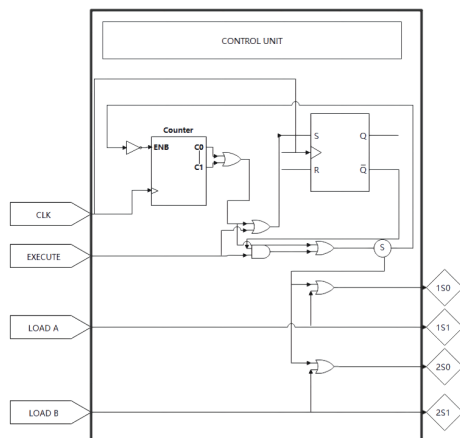 CONTROL UNIT
Counter
ENB
C0
C1
S
Q
R
Q̅
CLK
EXECUTE
S
1S0
LOAD A
1S1
2S0
LOAD B
2S1